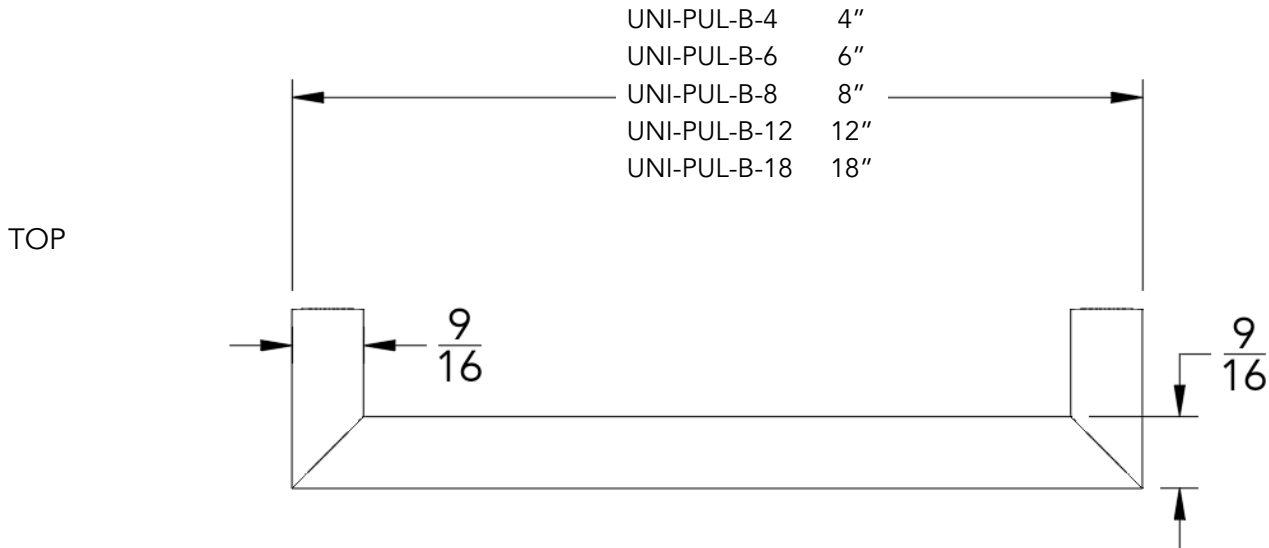 UNI-PUL-B-4 4”
UNI-PUL-B-6 6”
UNI-PUL-B-8 8”
UNI-PUL-B-12 12”
UNI-PUL-B-18 18”
TOP
9
16
9
16